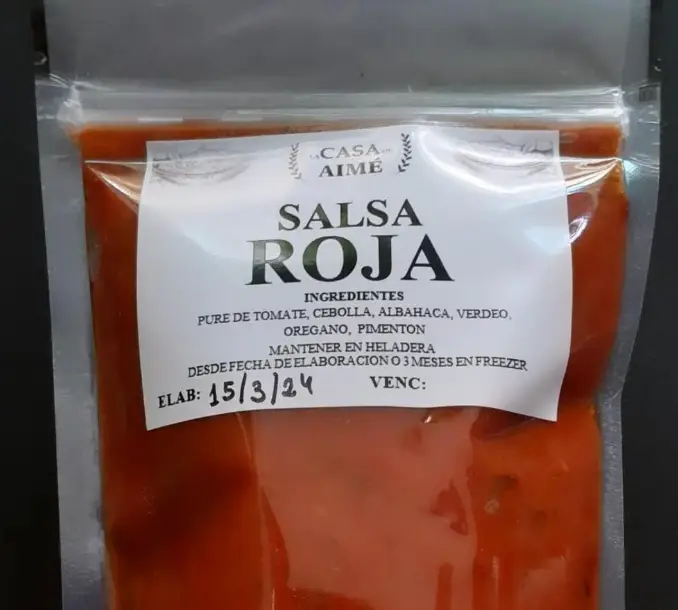 LA CASA DE
AIMÉ
SALSA
ROJA
INGREDIENTES
PURE DE TOMATE, CEBOLLA, ALBAHACA, VERDEO,
OREGANO, PIMENTON
MANTENER EN HELADERA
DESDE FECHA DE ELABORACION O 3 MESES EN FREEZER
ELAB: 15/3/24 VENC: